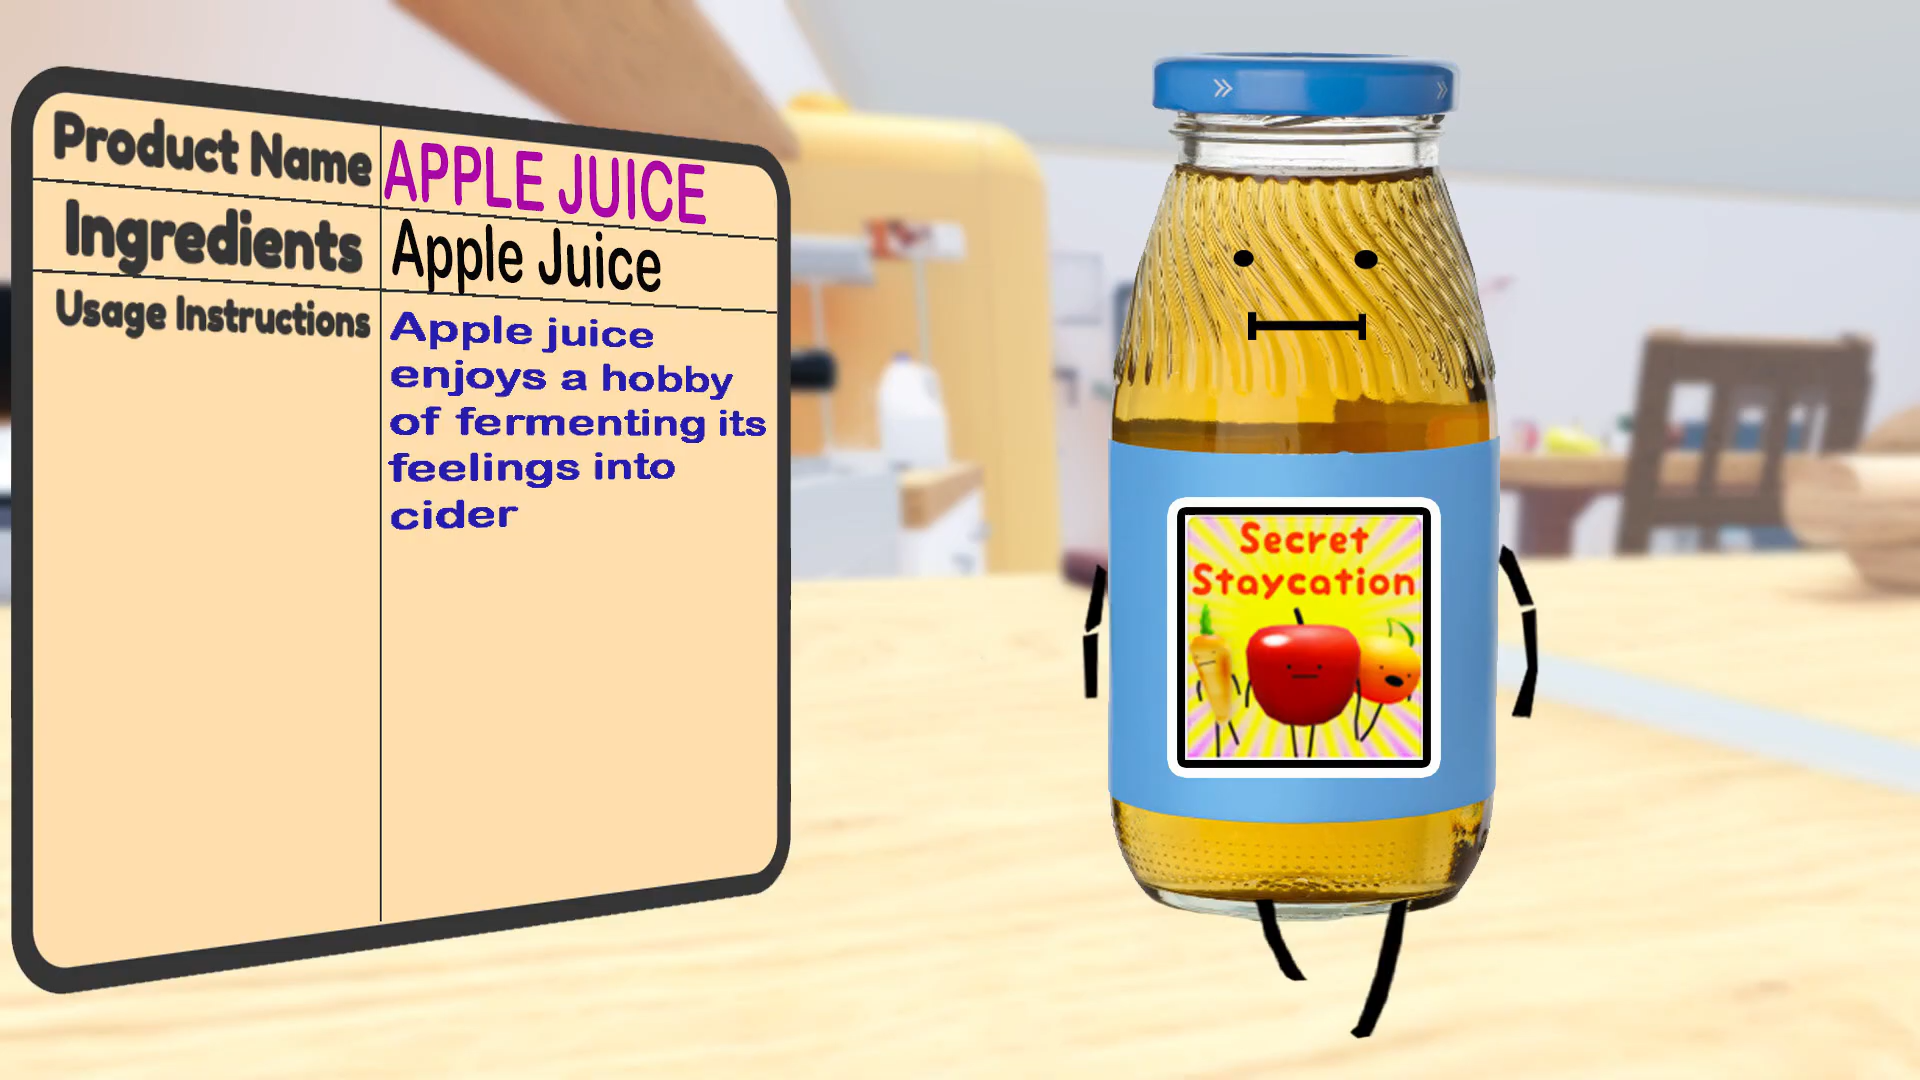 Product Name
APPLE JUICE
Ingredients
Apple Juice
Usage Instructions
Apple juice
enjoys a hobby
of fermenting its
feelings into
cider
Secret
Staycation